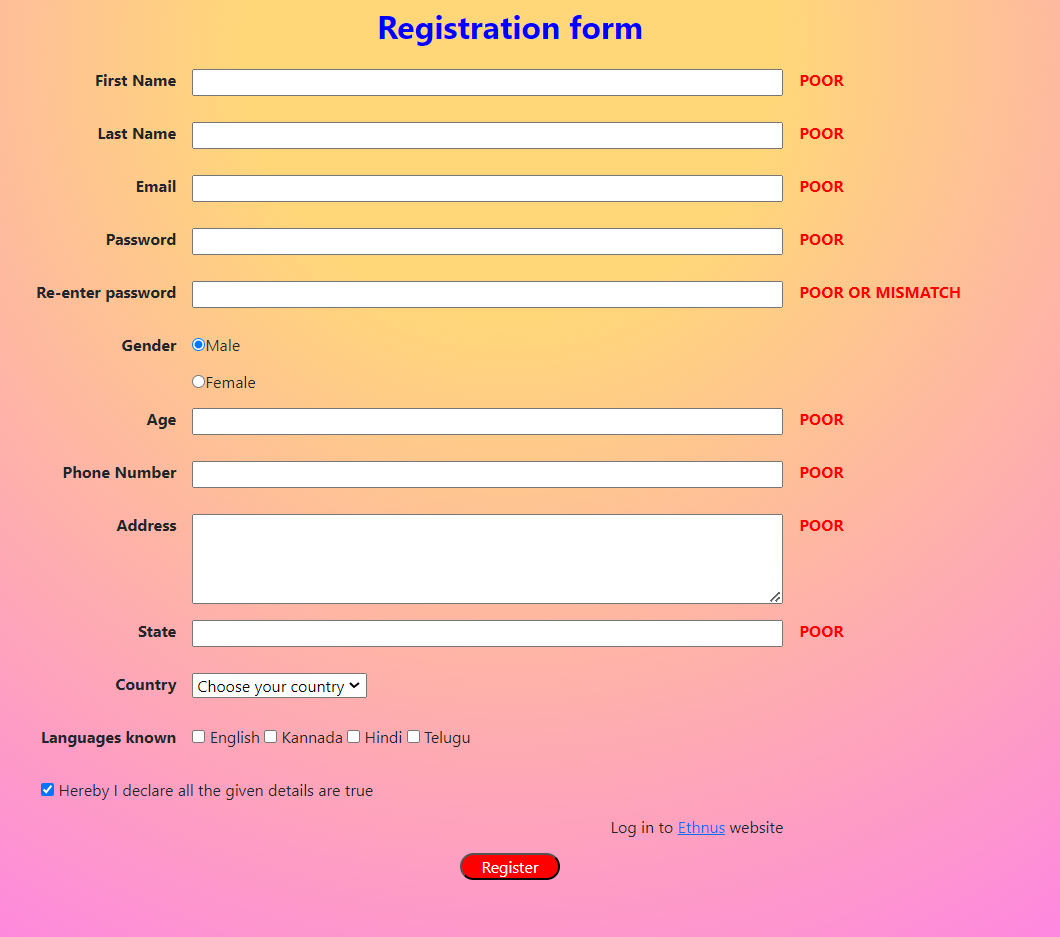 Registration form
First Name POOR
Last Name POOR
Email POOR
Password POOR
Re-enter password POOR OR MISMATCH
Gender Male
Female
Age POOR
Phone Number POOR
Address POOR
State POOR
Country Choose your country
Languages known English Kannada Hindi Telugu
Hereby I declare all the given details are true
Log in to Ethnus website
Register